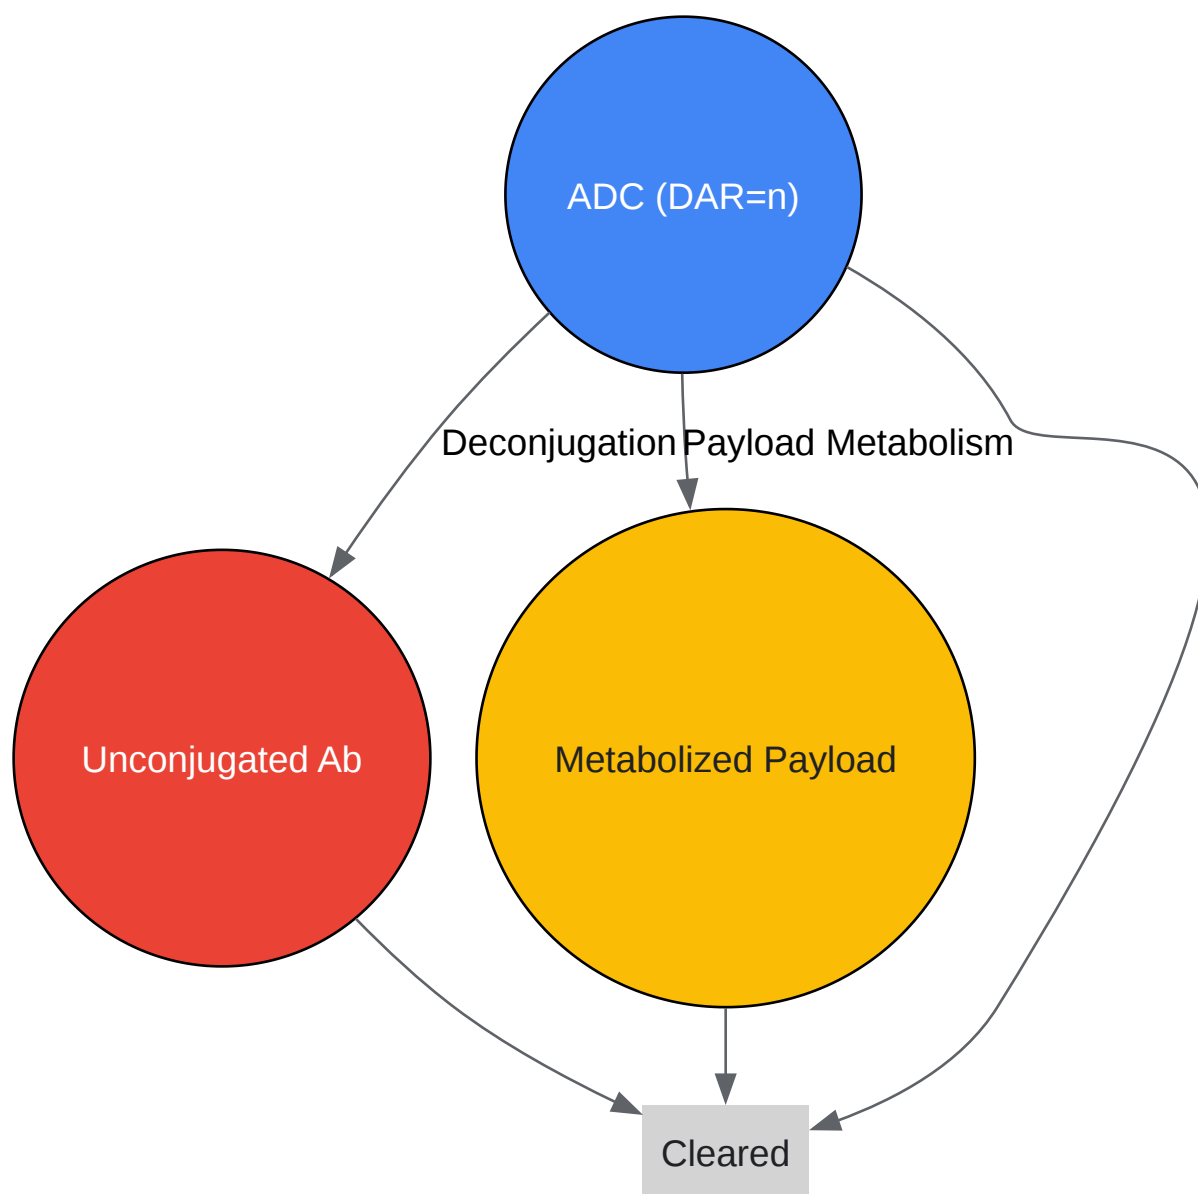 ADC (DAR=n)
Deconjugation
Payload Metabolism
Unconjugated Ab
Metabolized Payload
Cleared